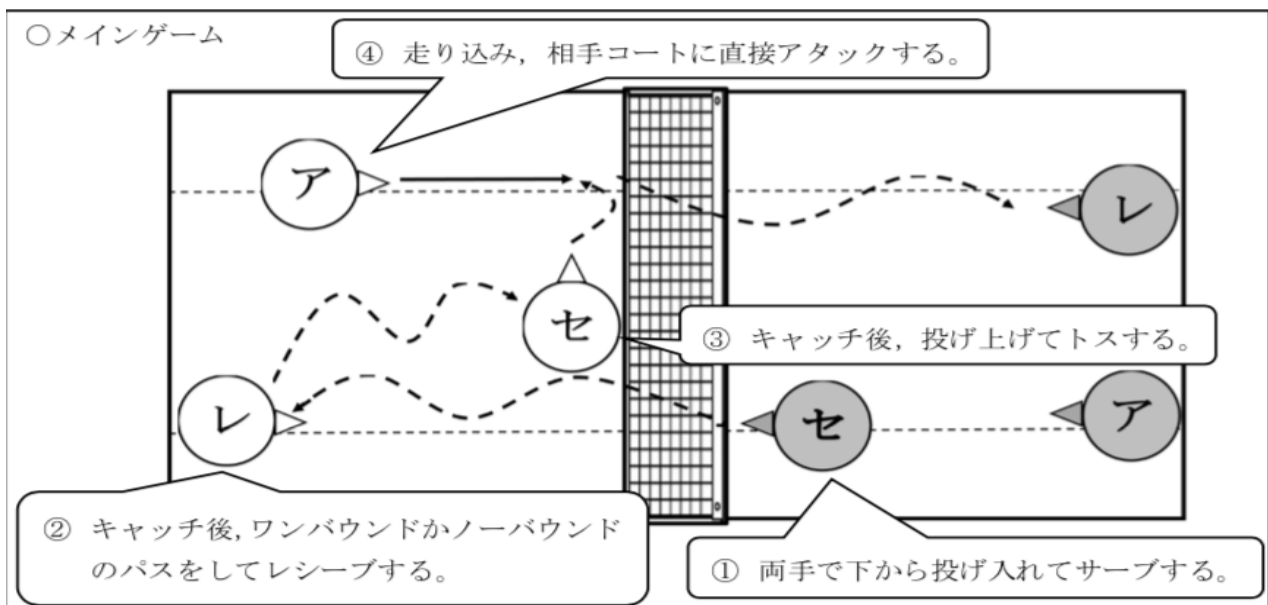 ○メインゲーム
④ 走り込み，相手コートに直接アタックする。
ア
レ
セ
③ キャッチ後，投げ上げてトスする。
レ
セ
ア
② キャッチ後，ワンバウンドかノーバウンド
のパスをしてレシーブする。
① 両手で下から投げ入れてサーブする。